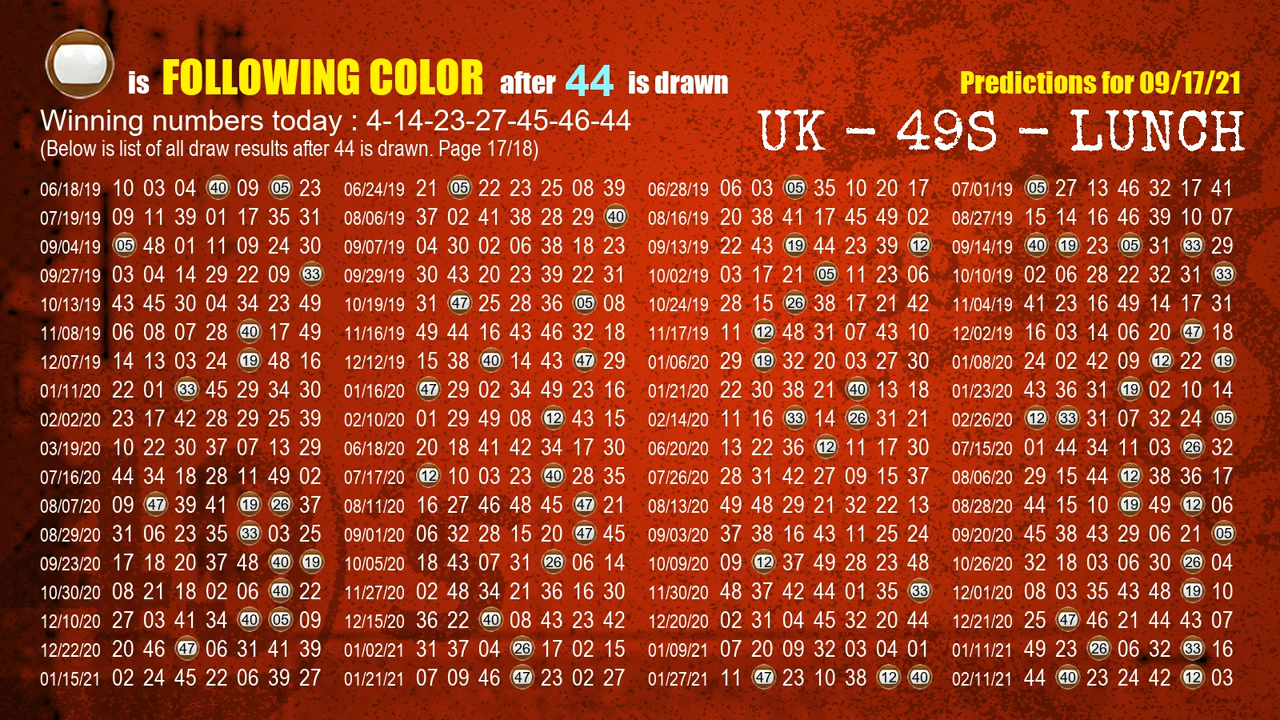 is FOLLOWING COLOR after 44 is drawn
Predictions for 09/17/21
Winning numbers today : 4-14-23-27-45-46-44
UK - 49S - LUNCH
(Below is list of all draw results after 44 is drawn. Page 17/18)
06/18/19 10 03 04 40 09 05 23 06/24/19 21 05 22 23 25 08 39 06/28/19 06 03 05 35 10 20 17 07/01/19 05 27 13 46 32 17 41
07/19/19 09 11 39 01 17 35 31 08/06/19 37 02 41 38 28 29 40 08/16/19 20 38 41 17 45 49 02 08/27/19 15 14 16 46 39 10 07
09/04/19 05 48 01 11 09 24 30 09/07/19 04 30 02 06 38 18 23 09/13/19 22 43 19 44 23 39 12 09/14/19 40 19 23 05 31 33 29
09/27/19 03 04 14 29 22 09 33 09/29/19 30 43 20 23 39 22 31 10/02/19 03 17 21 05 11 23 06 10/10/19 02 06 28 22 32 31 33
10/13/19 43 45 30 04 34 23 49 10/19/19 31 47 25 28 36 05 08 10/24/19 28 15 26 38 17 21 42 11/04/19 41 23 16 49 14 17 31
11/08/19 06 08 07 28 40 17 49 11/16/19 49 44 16 43 46 32 18 11/17/19 11 12 48 31 07 43 10 12/02/19 16 03 14 06 20 47 18
12/07/19 14 13 03 24 19 48 16 12/12/19 15 38 40 14 43 47 29 01/06/20 29 19 32 20 03 27 30 01/08/20 24 02 42 09 12 22 19
01/11/20 22 01 33 45 29 34 30 01/16/20 47 29 02 34 49 23 16 01/21/20 22 30 38 21 40 13 18 01/23/20 43 36 31 19 02 10 14
02/02/20 23 17 42 28 29 25 39 02/10/20 01 29 49 08 12 43 15 02/14/20 11 16 33 14 26 31 21 02/26/20 12 33 31 07 32 24 05
03/19/20 10 22 30 37 07 13 29 06/18/20 20 18 41 42 34 17 30 06/20/20 13 22 36 12 11 17 30 07/15/20 01 44 34 11 03 26 32
07/16/20 44 34 18 28 11 49 02 07/17/20 12 10 03 23 40 28 35 07/26/20 28 31 42 27 09 15 37 08/06/20 29 15 44 12 38 36 17
08/07/20 09 47 39 41 19 26 37 08/11/20 16 27 46 48 45 47 21 08/13/20 49 48 29 21 32 22 13 08/28/20 44 15 10 19 49 12 06
08/29/20 31 06 23 35 33 03 25 09/01/20 06 32 28 15 20 47 45 09/03/20 37 38 16 43 11 25 24 09/20/20 45 38 43 29 06 21 05
09/23/20 17 18 20 37 48 40 19 10/05/20 18 43 07 31 26 06 14 10/09/20 09 12 37 49 28 23 48 10/26/20 32 18 03 06 30 26 04
10/30/20 08 21 18 02 06 40 22 11/27/20 02 48 34 21 36 16 30 11/30/20 48 37 42 44 01 35 33 12/01/20 08 03 43 48 19 10
12/10/20 27 03 41 34 40 05 09 12/15/20 36 22 40 08 43 23 42 12/20/20 02 31 04 45 32 20 44 12/21/20 25 47 46 21 44 43 07
12/22/20 20 46 47 06 31 41 39 01/02/21 31 37 04 26 17 02 15 01/09/21 07 20 09 32 03 04 01 01/11/21 49 23 26 06 32 33 16
01/15/21 02 24 45 22 06 39 27 01/21/21 07 09 46 47 23 02 27 01/27/21 11 47 23 10 38 12 40 02/11/21 44 40 23 24 42 12 03